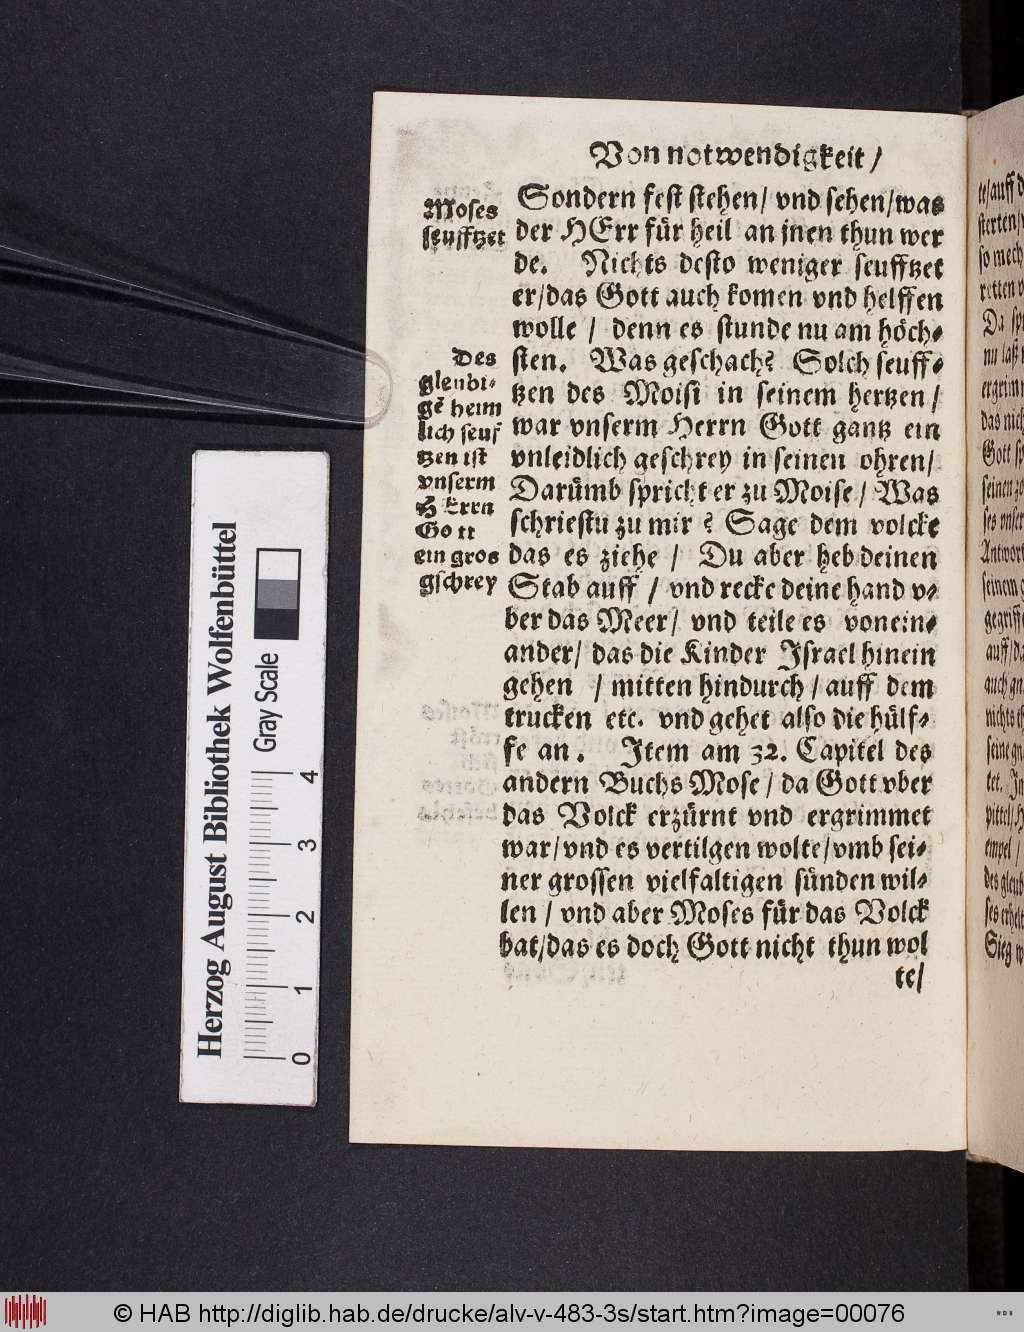 Von notwendigkeit /
Moses
seufftzet
Des
gleubi⸗
gē heim
lich seuf
tzen ist
vnserm
HErrn
Gott
ein gros
gschrey
Sondern fest stehen / vnd sehen / was
der HErr für heil an jnen thun wer
de. Nichts desto weniger seufftzet
er / das Gott auch komen vnd helffen
wolle / denn es stunde nu am höch⸗
sten. Was geschach? Solch seuff⸗
tzen des Moisi in seinem hertzen /
war vnserm Herrn Gott gantz ein
vnleidlich geschrey in seinen ohren /
Darümb spricht er zu Moise / Was
schriestu zu mir ? Sage dem volcke
das es ziehe / Du aber heb deinen
Stab auff / vnd recke deine hand v⸗
ber das Meer / vnd teile es vonein⸗
ander / das die Kinder Israel hinein
gehen / mitten hindurch / auff dem
trucken etc. vnd gehet also die hülf⸗
fe an . Item am 32. Capitel des
andern Buchs Mose / da Gott vber
das Volck erzürnt vnd ergrimmet
war / vnd es vertilgen wolte / vmb sei⸗
ner grossen vielfaltigen sünden wil⸗
len / vnd aber Moses für das Volck
bat / das es doch Gott nicht thun wol
te /
Herzog August Bibliothek Wolfenbüttel
Gray Scale
0 1 2 3 4
© HAB http://diglib.hab.de/drucke/alv-v-483-3s/start.htm?image=00076